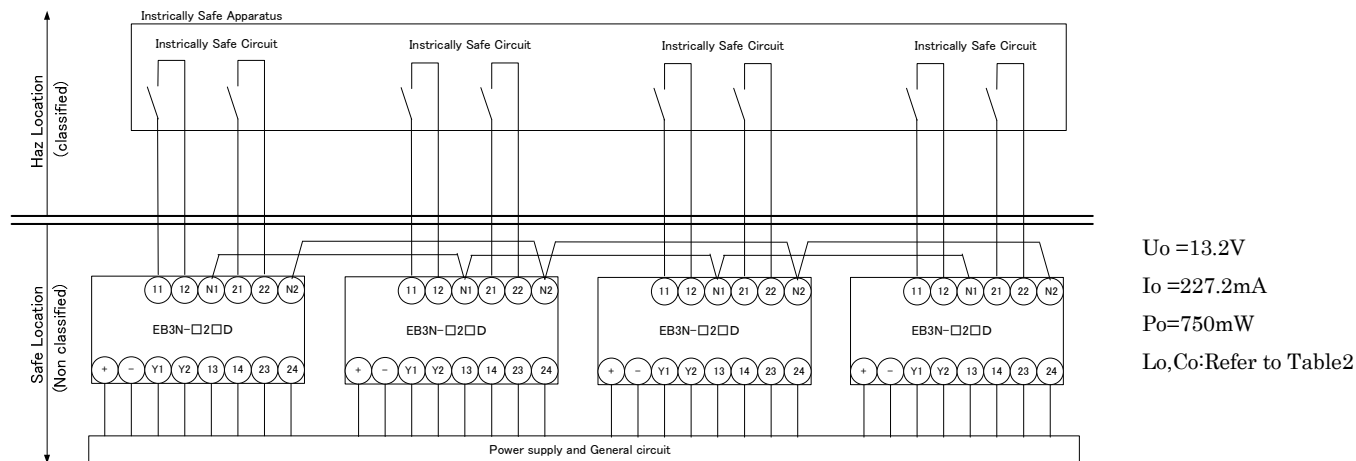 Instrically Safe Apparatus
Instrically Safe Circuit Instrically Safe Circuit Instrically Safe Circuit Instrically Safe Circuit
Haz Location
(classified)
Safe Location
(Non classified)
11 12 N1 21 22 N2 11 12 N1 21 22 N2 11 12 N1 21 22 N2 11 12 N1 21 22 N2
EB3N-□2□D EB3N-□2□D EB3N-□2□D EB3N-□2□D
+ - Y1 Y2 13 14 23 24 + - Y1 Y2 13 14 23 24 + - Y1 Y2 13 14 23 24 + - Y1 Y2 13 14 23 24
Power supply and General circuit
Uo =13.2V
Io =227.2mA
Po=750mW
Lo,Co:Refer to Table2